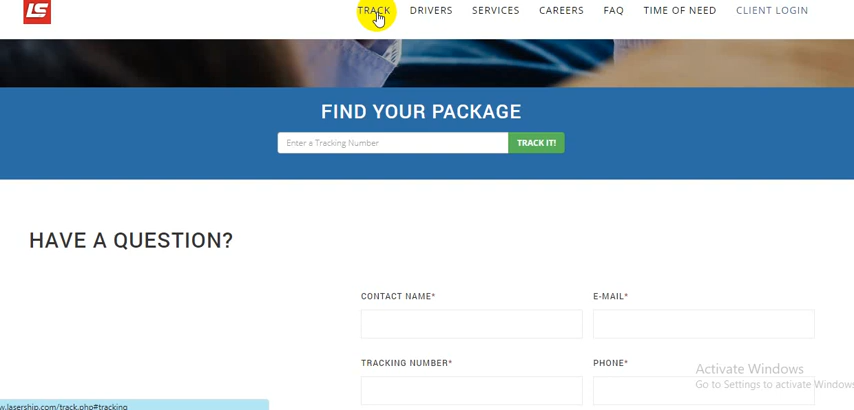 LS
TRACK DRIVERS SERVICES CAREERS FAQ TIME OF NEED CLIENT LOGIN
FIND YOUR PACKAGE
Enter a Tracking Number TRACK IT!
HAVE A QUESTION?
CONTACT NAME* E-MAIL*
TRACKING NUMBER* PHONE*
Activate Windows
Go to Settings to activate Windows
w.lasership.com/track.php#tracking